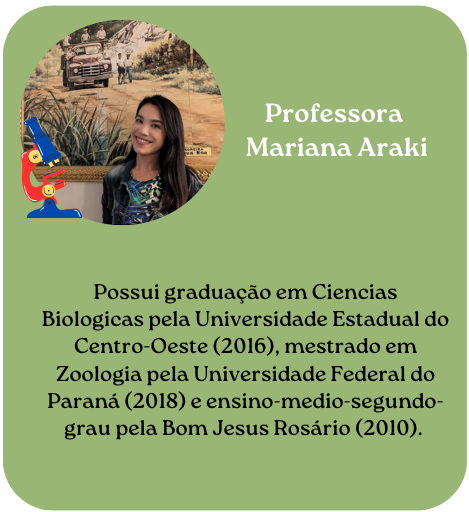 Professora
Mariana Araki
Possui graduação em Ciencias
Biologicas pela Universidade Estadual do
Centro-Oeste (2016), mestrado em
Zoologia pela Universidade Federal do
Paraná (2018) e ensino-medio-segundo-
grau pela Bom Jesus Rosário (2010).